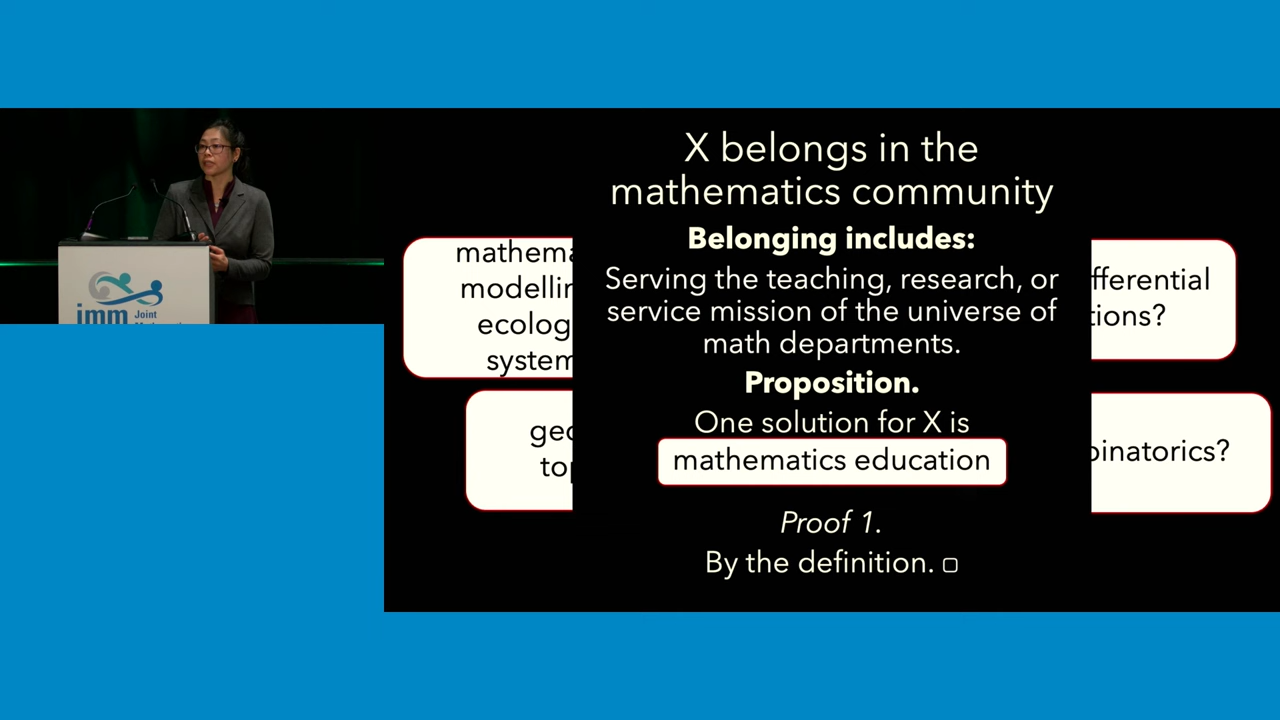 X belongs in the
mathematics community
Belonging includes:
Serving the teaching, research, or
service mission of the universe of
math departments.
Proposition.
One solution for X is
mathematics education
Proof 1.
By the definition. □
mathema
modellin
ecolog
system
geo
top
fferential
tions?
binatorics?
jmm
Joint